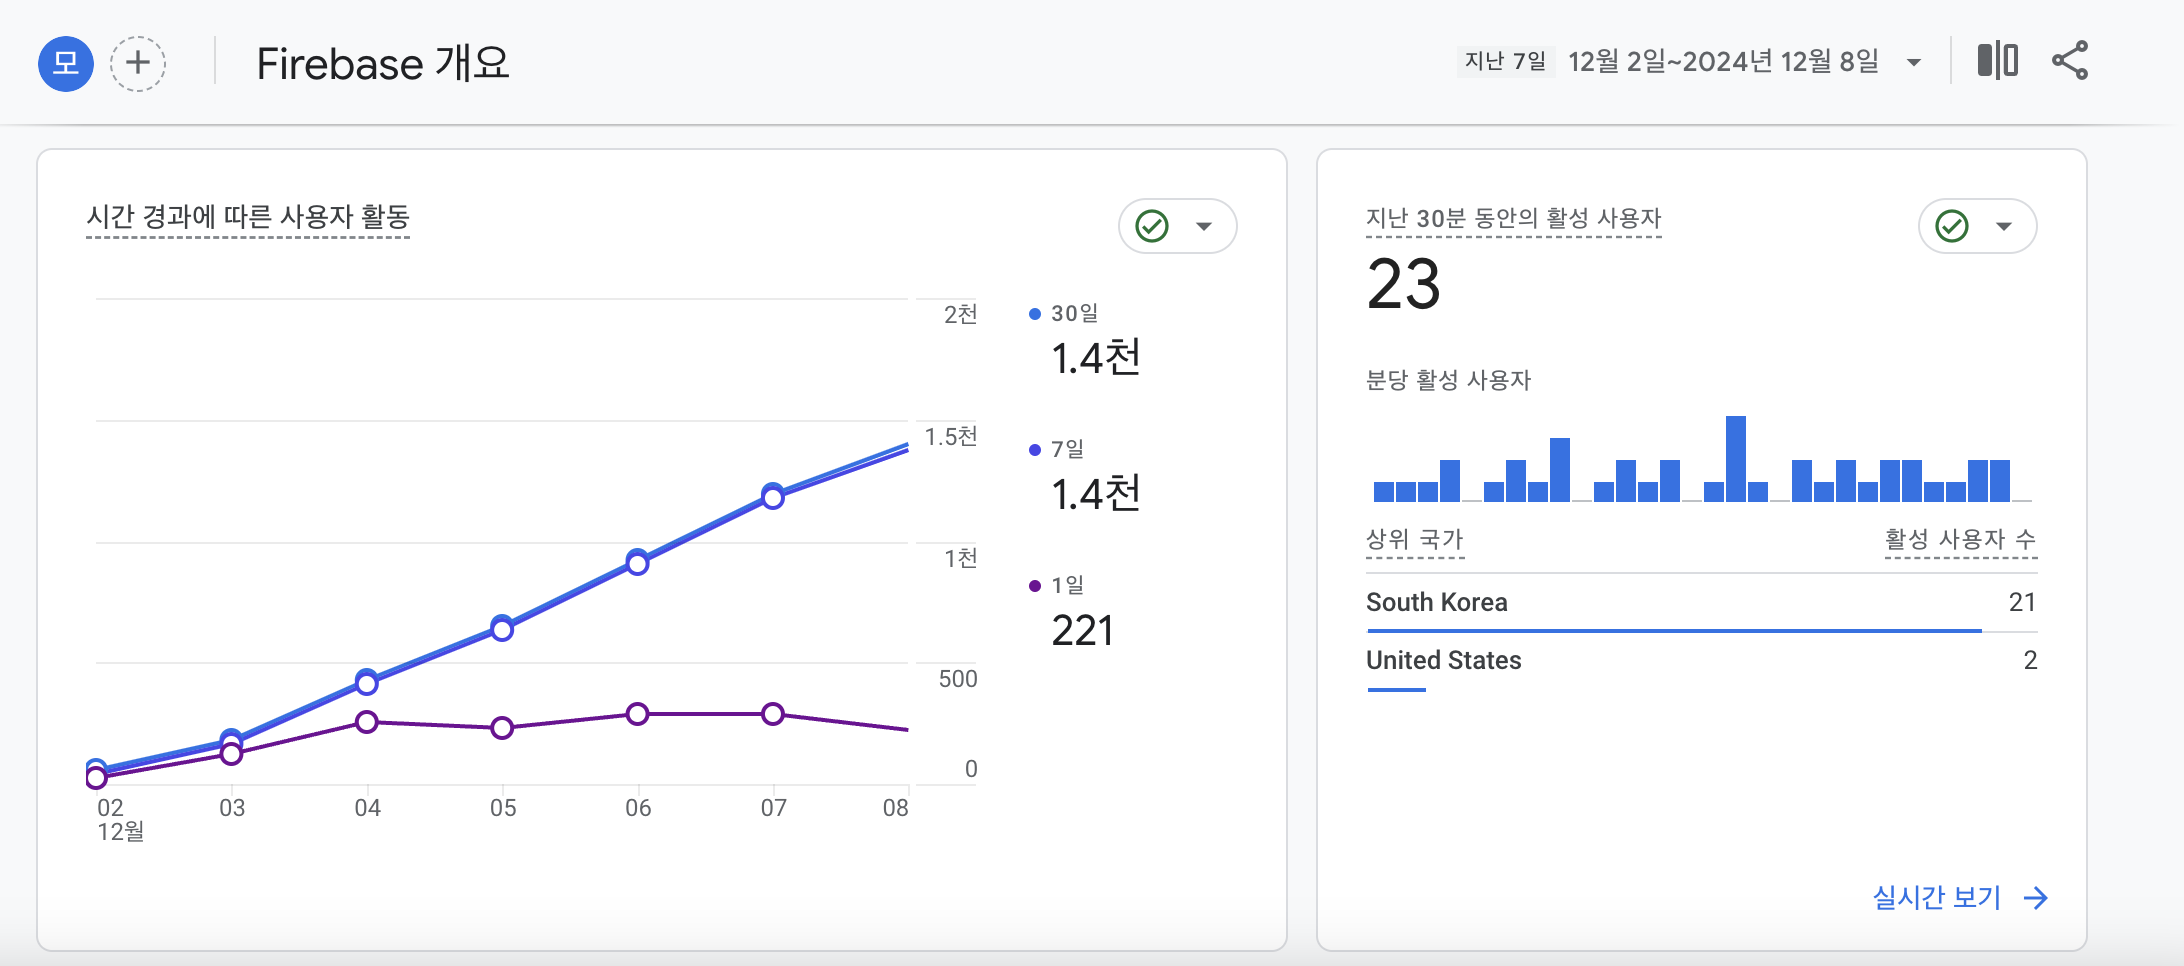 모
Firebase 개요
지난 7일 12월 2일~2024년 12월 8일
시간 경과에 따른 사용자 활동
2천
1.5천
1천
500
0
02 03 04 05 06 07 08
12월
30일
1.4천
7일
1.4천
1일
221
지난 30분 동안의 활성 사용자
23
분당 활성 사용자
상위 국가 활성 사용자 수
South Korea 21
United States 2
실시간 보기